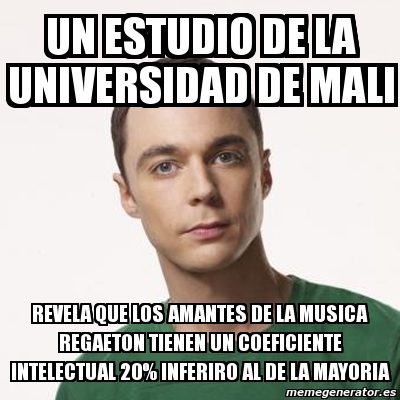 UN ESTUDIO DE LA
UNIVERSIDAD DE MALI
REVELA QUE LOS AMANTES DE LA MUSICA
REGAETON TIENEN UN COEFICIENTE
INTELECTUAL 20% INFERIRO AL DE LA MAYORIA
memegenerator.es